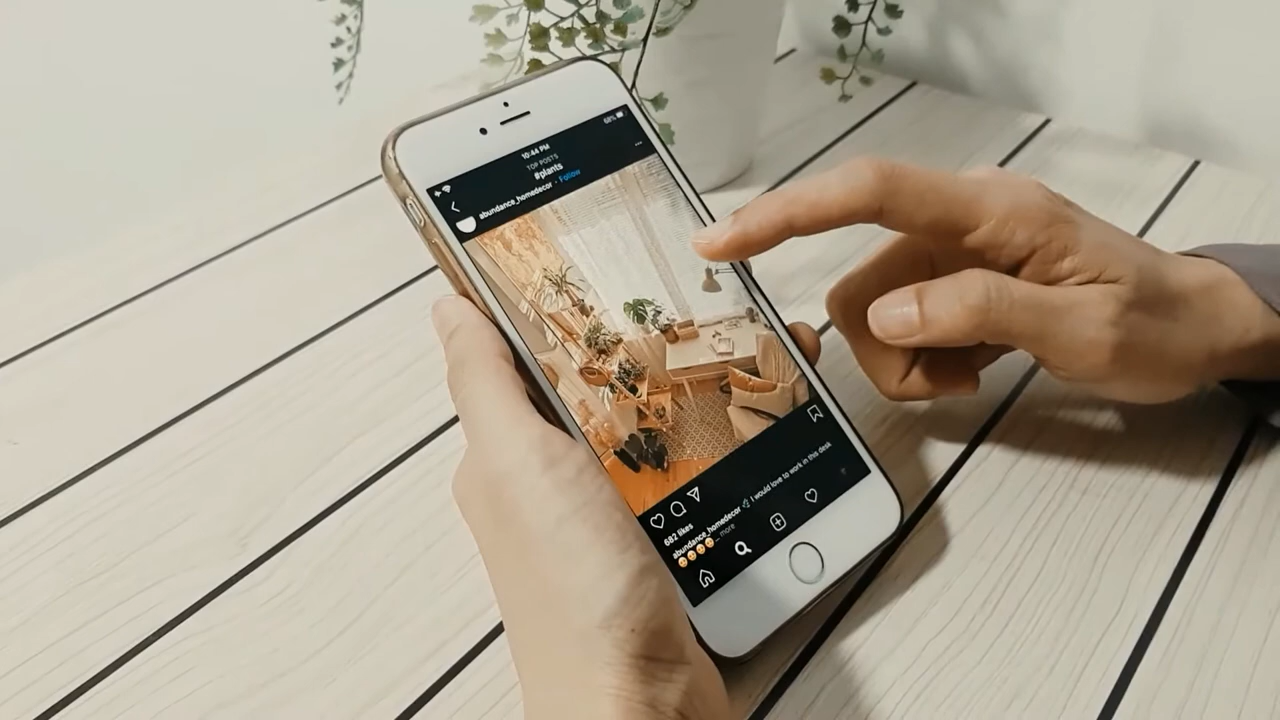 68%
10:44 PM
TOP POSTS
#plants
abundance_homedecor · Follow
682 likes
abundance_homedecor I would love to work in this desk
... more